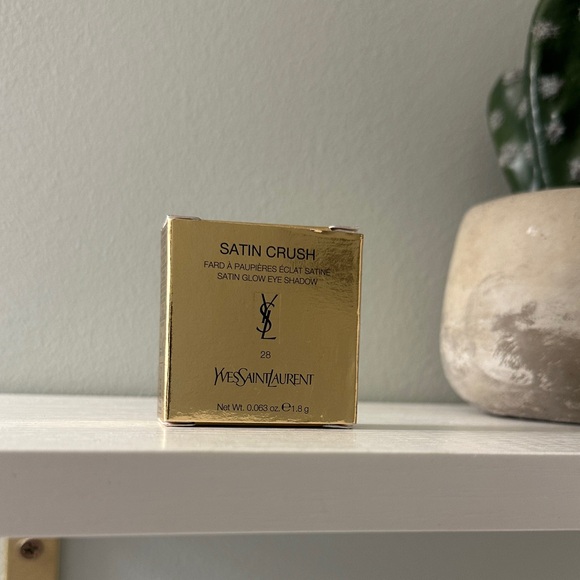 SATIN CRUSH
FARD À PAUPIÈRES ÉCLAT SATINÉ
SATIN GLOW EYE SHADOW
YSL
28
YVESSAINTLAURENT
Net Wt. 0.063 oz. ℮ 1.8 g